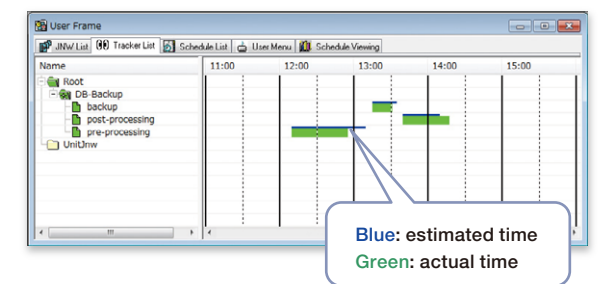 User Frame
JNW List Tracker List Schedule List User Menu Schedule Viewing
Name 11:00 12:00 13:00 14:00 15:00
Root
DB-Backup
backup
post-processing
pre-processing
UnitJnw
Blue: estimated time
Green: actual time